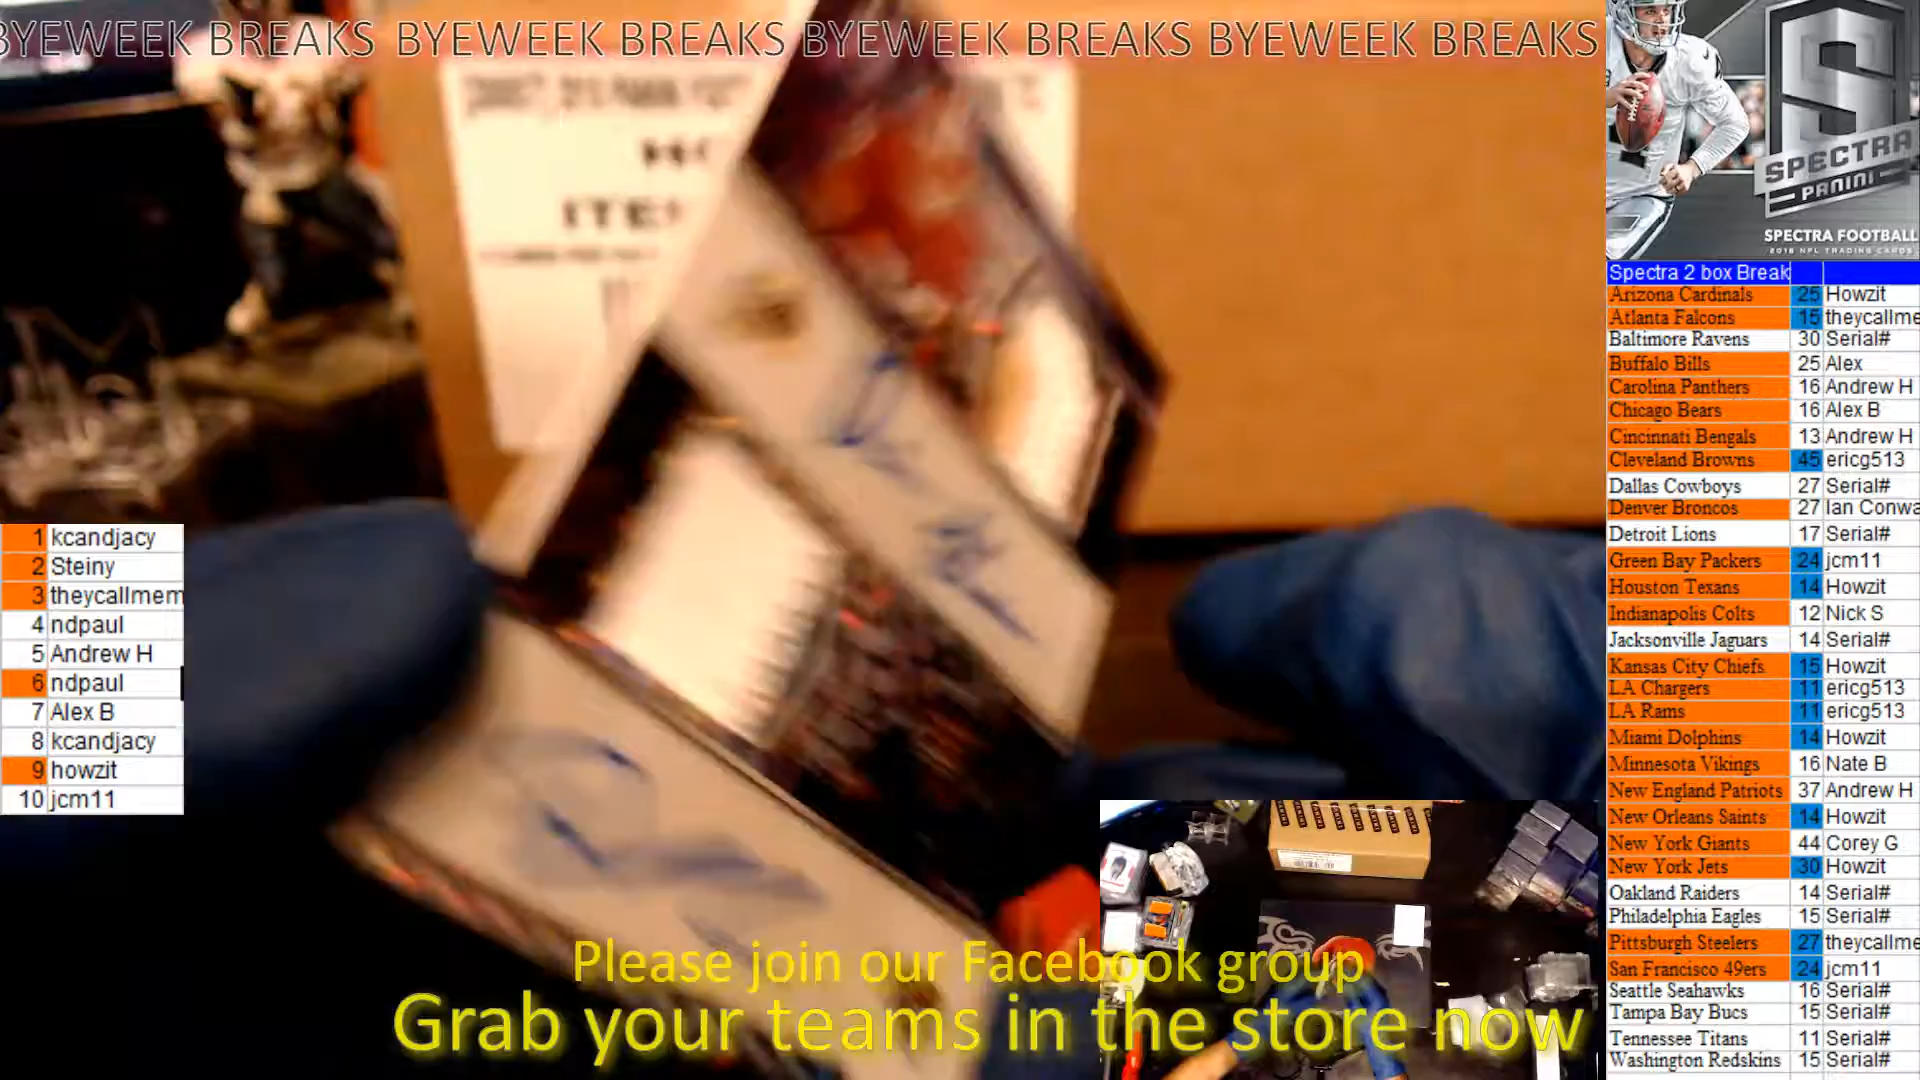 BYEWEEK BREAKS BYEWEEK BREAKS BYEWEEK BREAKS BYEWEEK BREAKS
SPECTRA
PANINI
SPECTRA FOOTBALL
2016 NFL TRADING CARDS
Spectra 2 box Break
Arizona Cardinals 25 Howzit
Atlanta Falcons 15 theycallme
Baltimore Ravens 30 Serial#
Buffalo Bills 25 Alex
Carolina Panthers 16 Andrew H
Chicago Bears 16 Alex B
Cincinnati Bengals 13 Andrew H
Cleveland Browns 45 ericg513
Dallas Cowboys 27 Serial#
Denver Broncos 27 Ian Conwa
Detroit Lions 17 Serial#
Green Bay Packers 24 jcm11
Houston Texans 14 Howzit
Indianapolis Colts 12 Nick S
Jacksonville Jaguars 14 Serial#
Kansas City Chiefs 15 Howzit
LA Chargers 11 ericg513
LA Rams 11 ericg513
Miami Dolphins 14 Howzit
Minnesota Vikings 16 Nate B
New England Patriots 37 Andrew H
New Orleans Saints 14 Howzit
New York Giants 44 Corey G
New York Jets 30 Howzit
Oakland Raiders 14 Serial#
Philadelphia Eagles 15 Serial#
Pittsburgh Steelers 27 theycallme
San Francisco 49ers 24 jcm11
Seattle Seahawks 16 Serial#
Tampa Bay Bucs 15 Serial#
Tennessee Titans 11 Serial#
Washington Redskins 15 Serial#
1 kcandjacy
2 Steiny
3 theycallmem
4 ndpaul
5 Andrew H
6 ndpaul
7 Alex B
8 kcandjacy
9 howzit
10 jcm11
Please join our Facebook group
Grab your teams in the store now